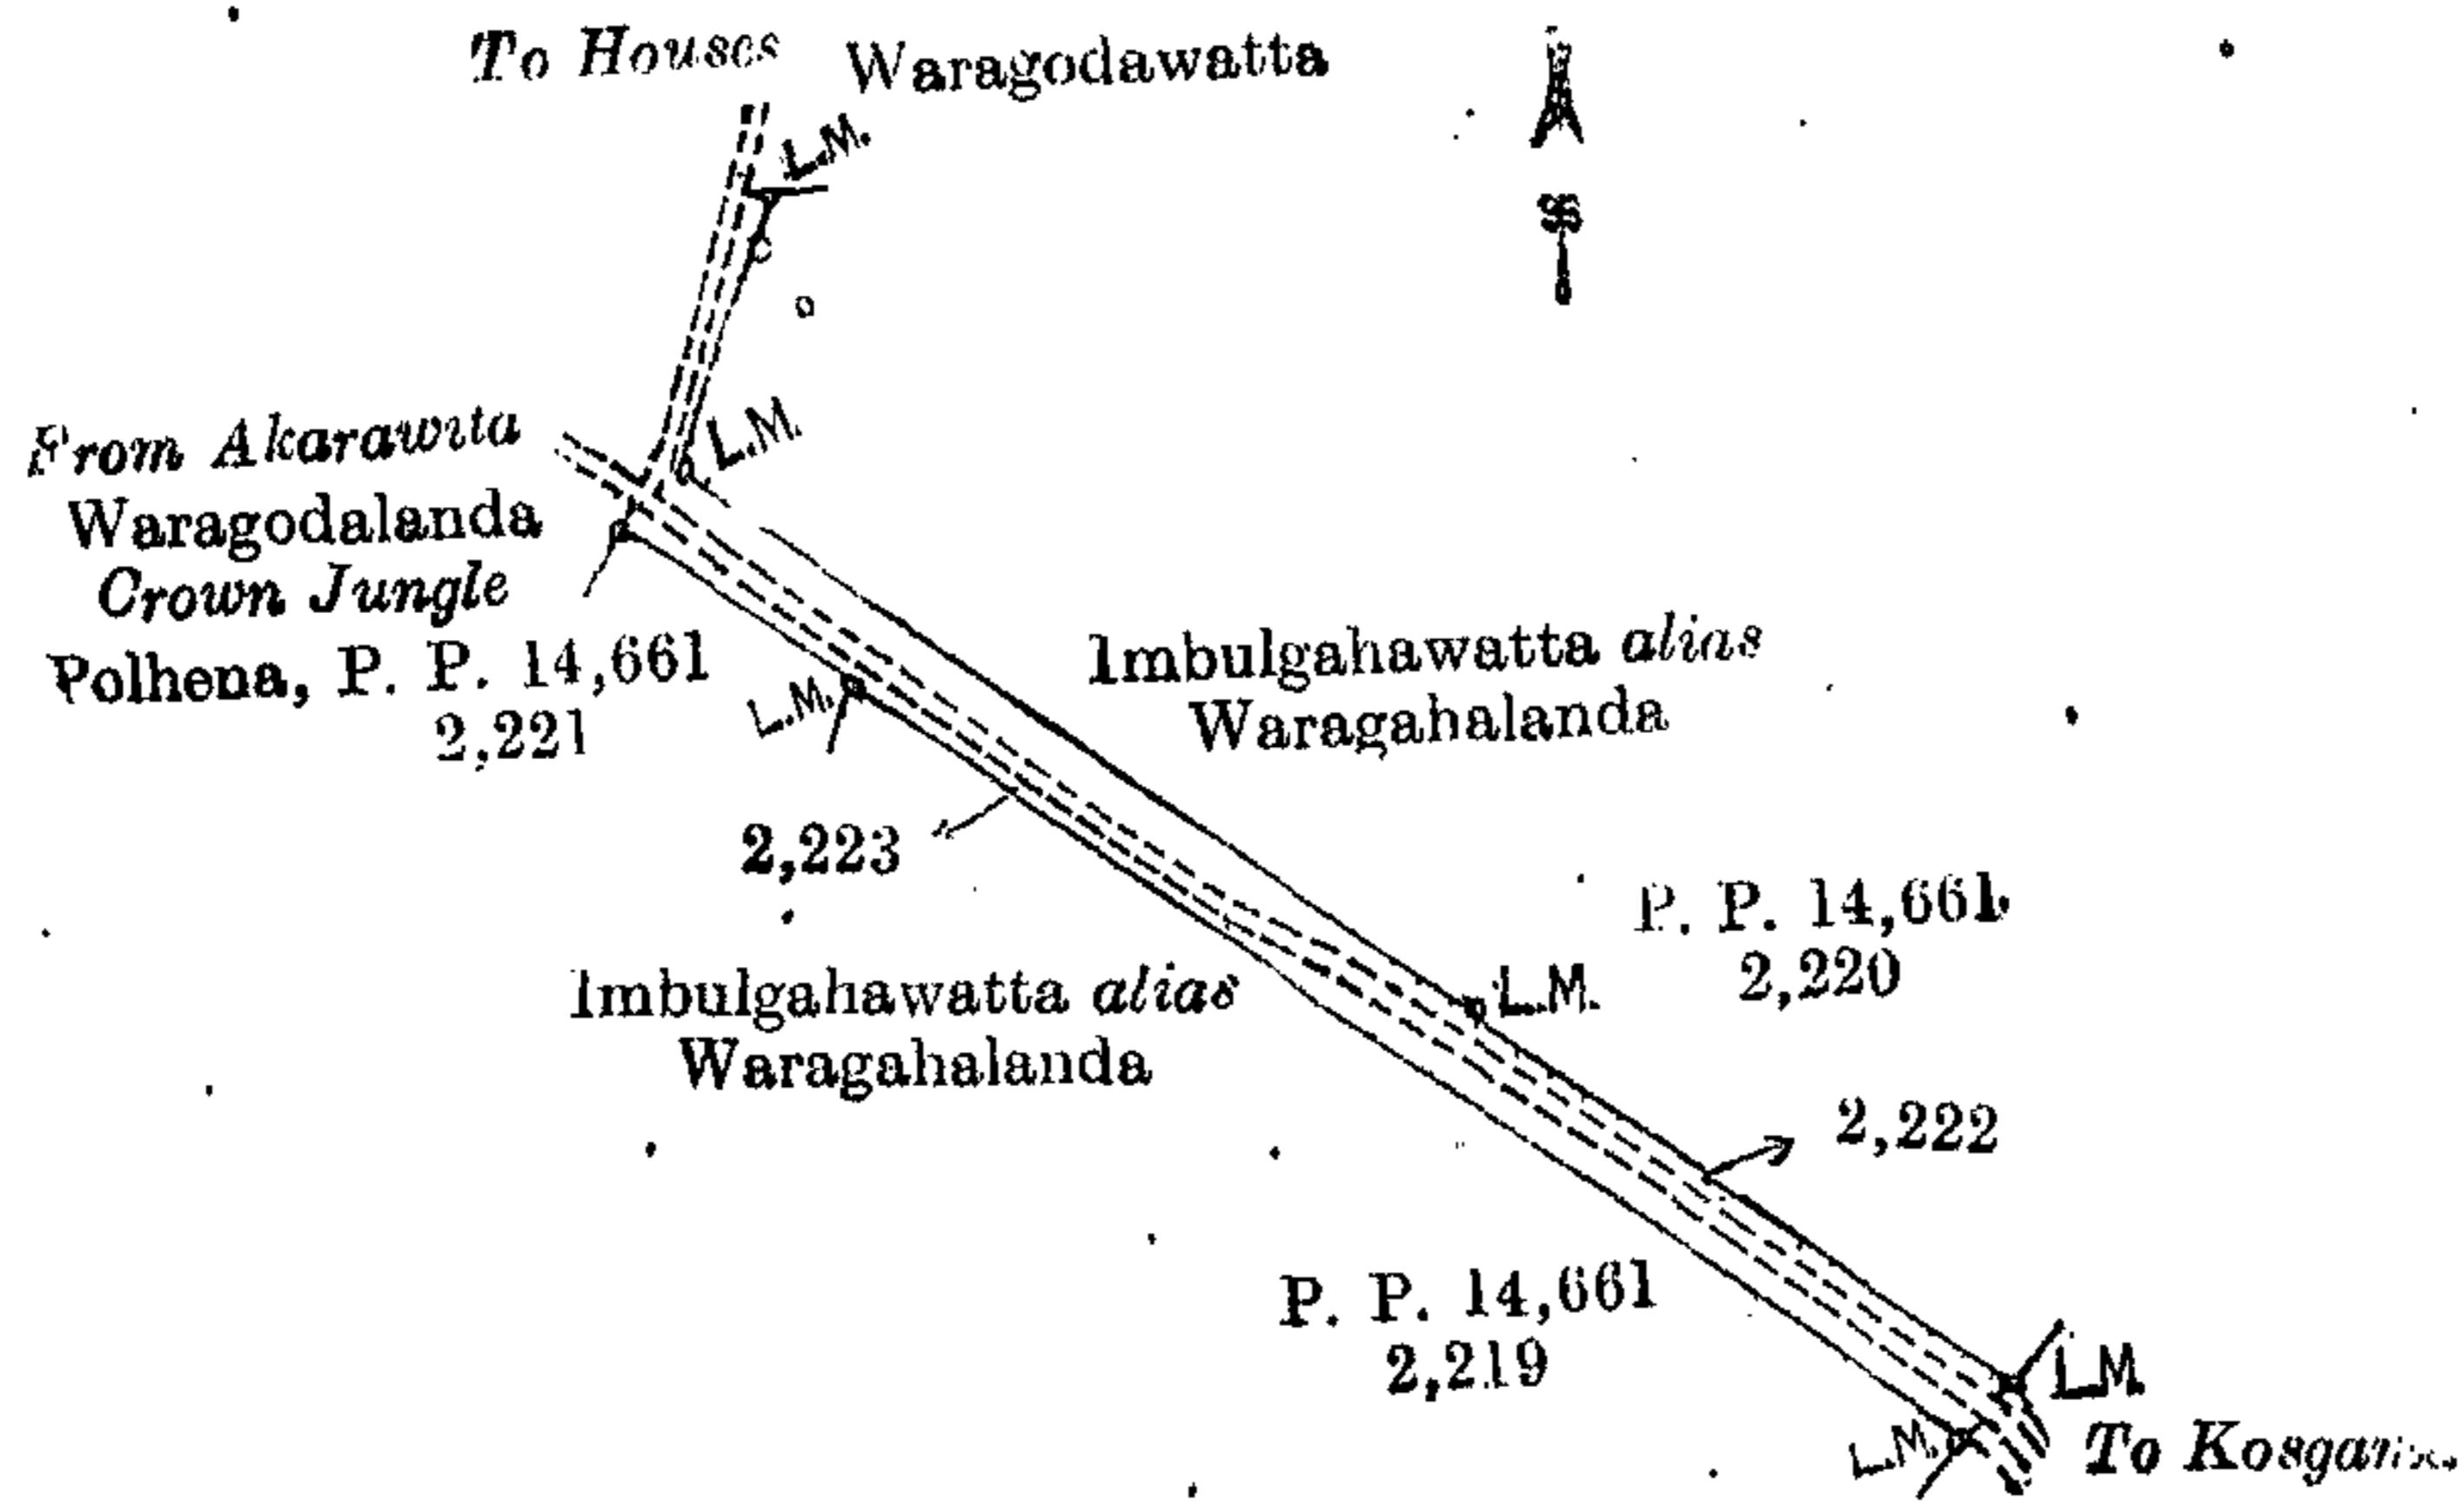 To Houses
Waragodawatta
L.M.
L.M.
From Akarawita
Waragodalanda
Crown Jungle
Polhena, P. P. 14,661
2,221
L.M.
Imbulgahawatta alias
Waragahalanda
2,223
P. P. 14,661
2,220
L.M.
Imbulgahawatta alias
Waragahalanda
2,222
P. P. 14,661
2,219
L.M.
L.M.
To